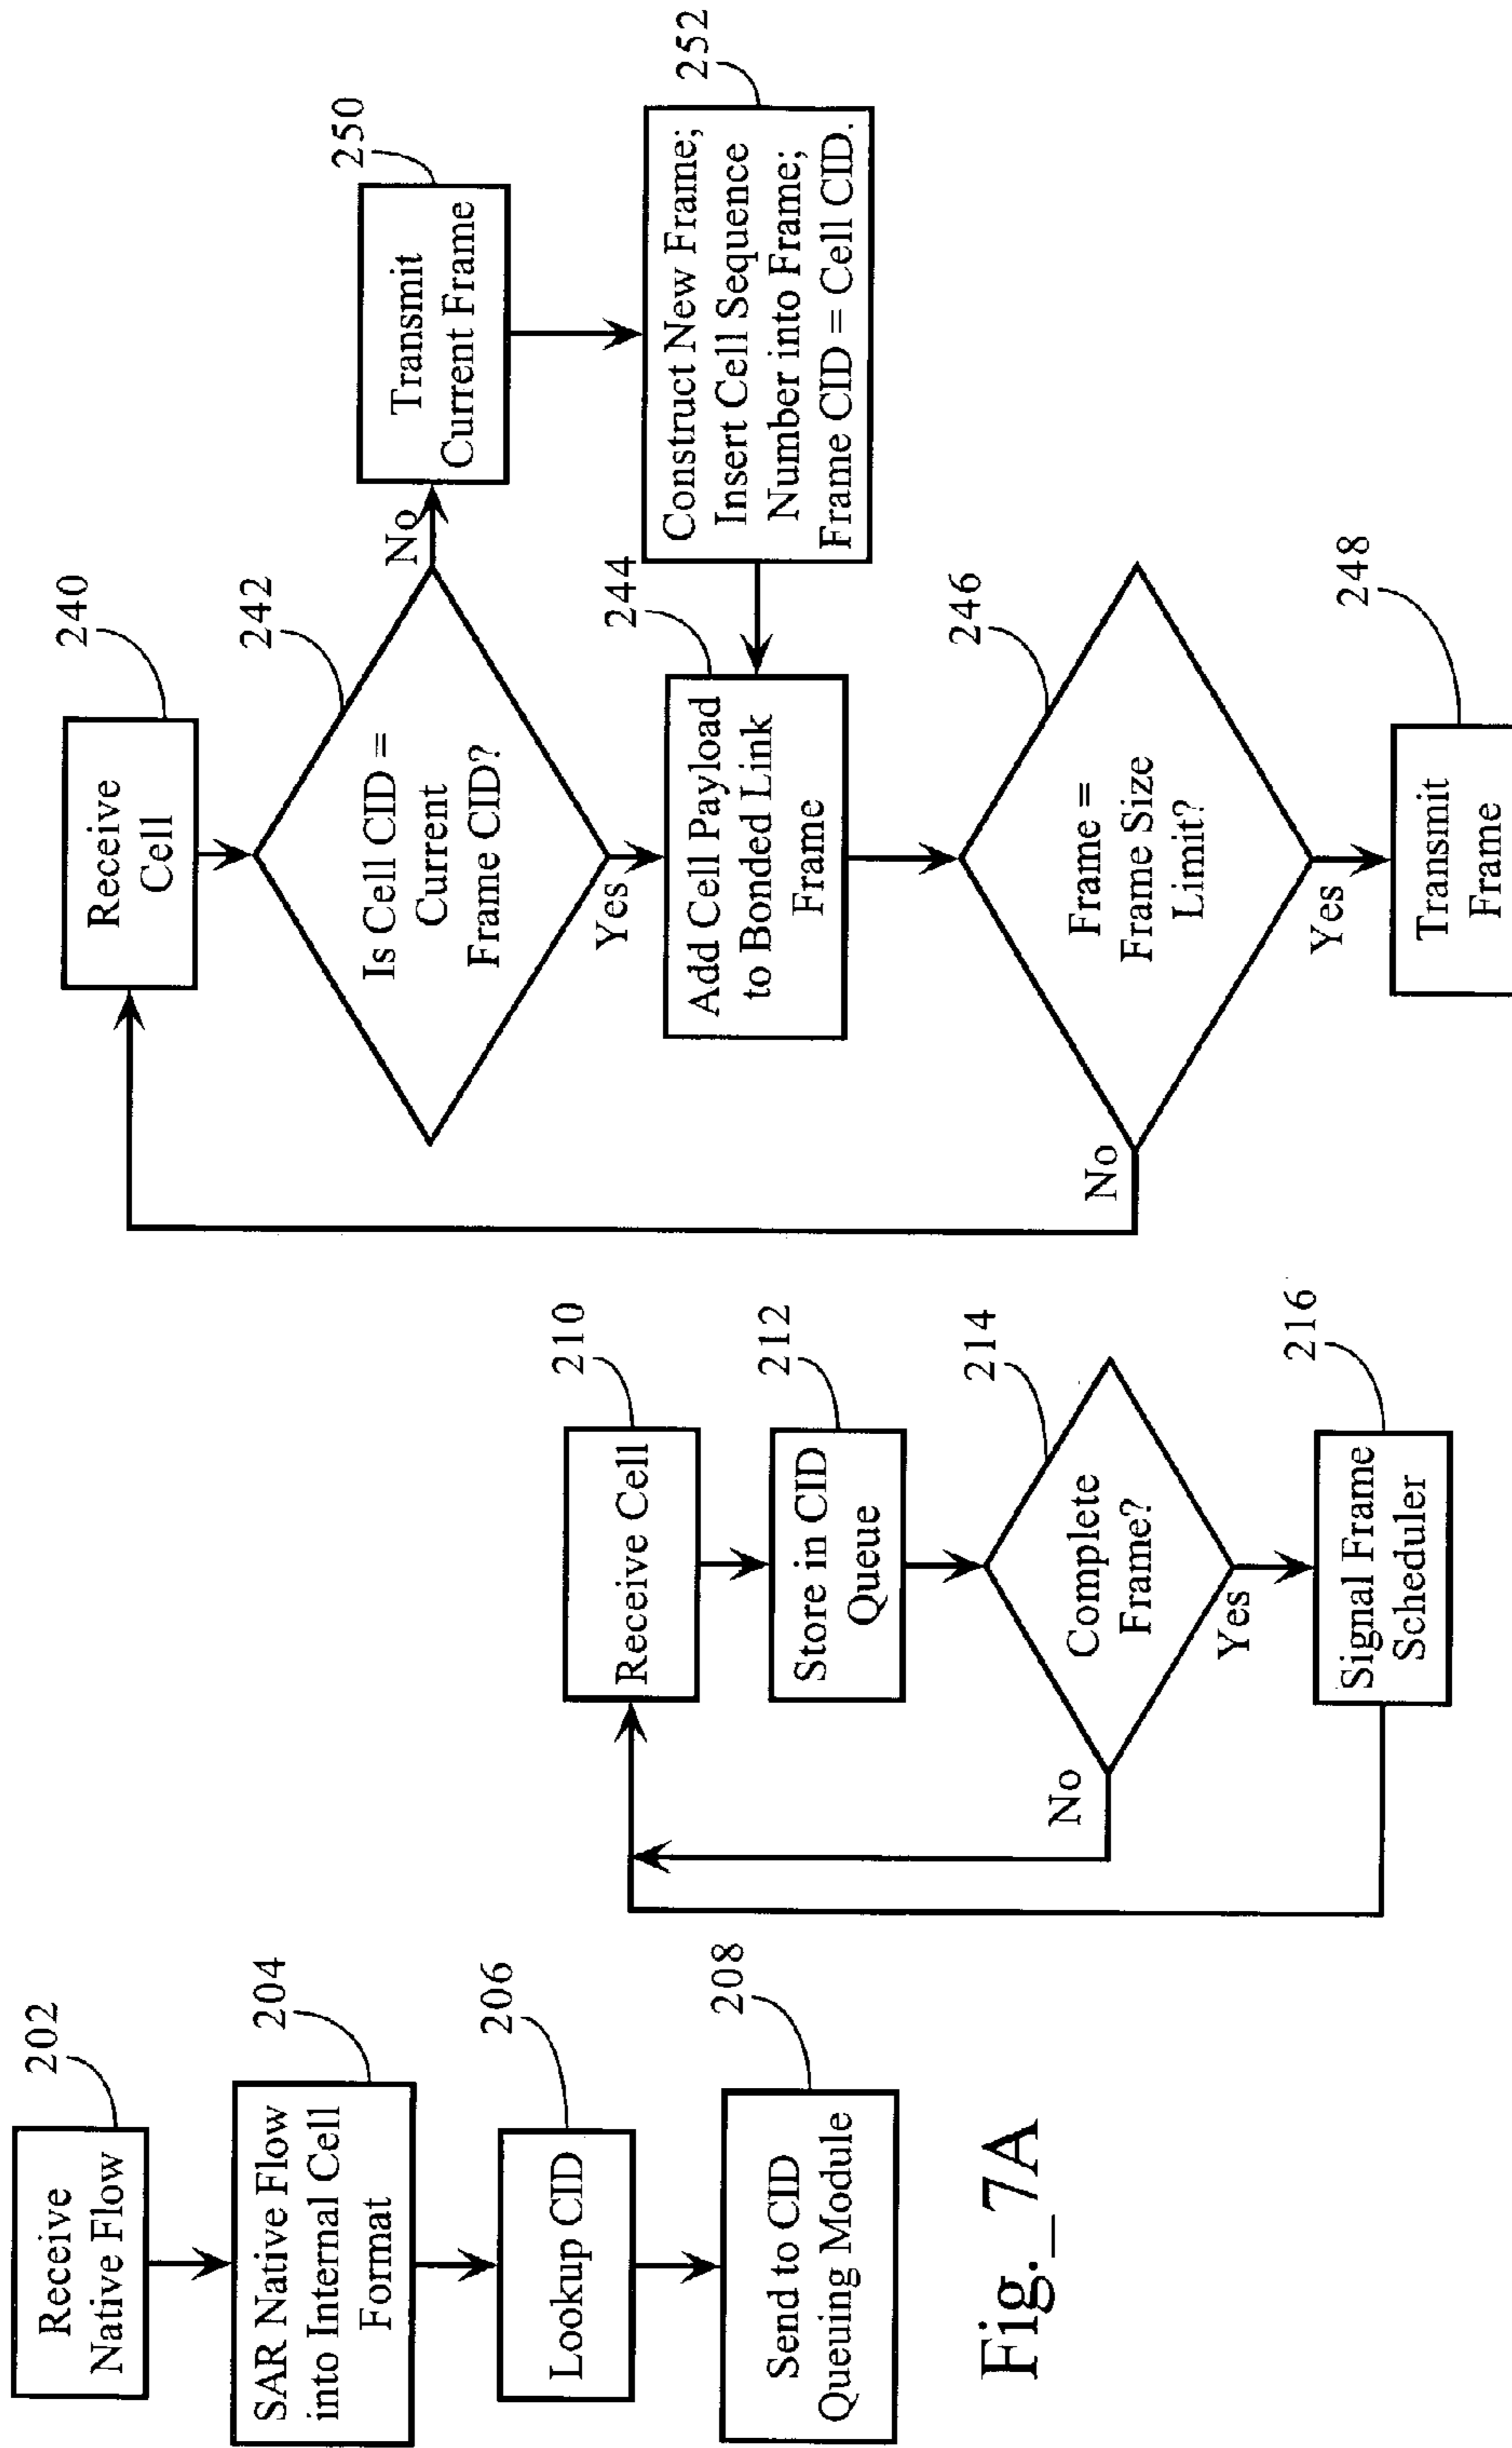 202
Receive
Native Flow
204
SAR Native Flow
into Internal Cell
Format
206
Lookup CID
208
Send to CID
Queuing Module
Fig._7A
210
Receive Cell
212
Store in CID
Queue
214
Complete
Frame?
No
Yes
216
Signal Frame
Scheduler
240
Receive
Cell
242
Is Cell CID =
Current
Frame CID?
No
Yes
250
Transmit
Current Frame
252
Construct New Frame;
Insert Cell Sequence
Number into Frame;
Frame CID = Cell CID.
244
Add Cell Payload
to Bonded Link
Frame
246
Frame =
Frame Size
Limit?
No
Yes
248
Transmit
Frame